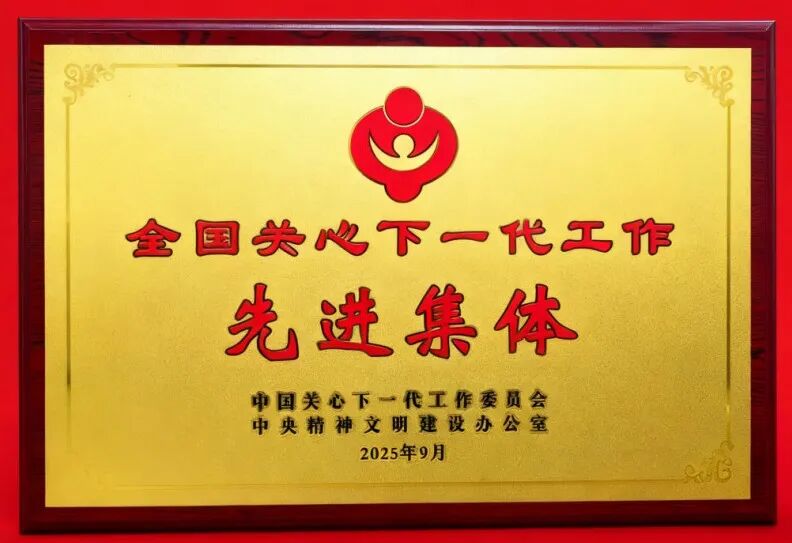 全国关心下一代工作
先进集体
中国关心下一代工作委员会
中央精神文明建设办公室
2025年9月